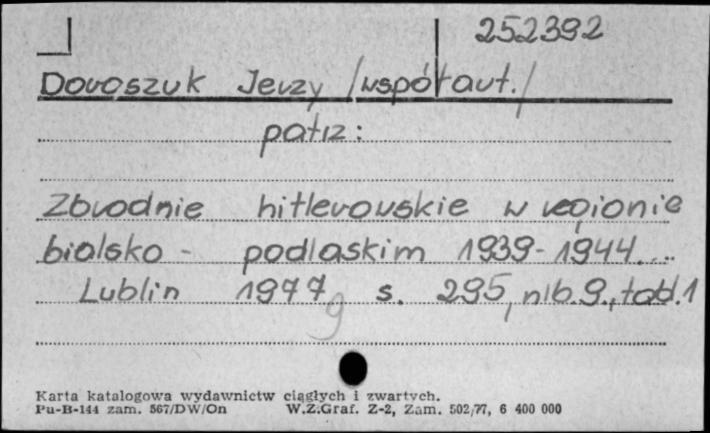 252392
Doroszuk Jerzy /współaut./
patrz:
Zbrodnie hitlerowskie w regionie
bialsko - podlaskim 1939-1944...
Lublin 1977 s. 295, nlb. 9., tabl. 1
9
Karta katalogowa wydawnictw ciągłych i zwartych.
Pu-B-144 zam. 567/DW/On W.Z.Graf. Z-2, Zam. 502/77, 6 400 000